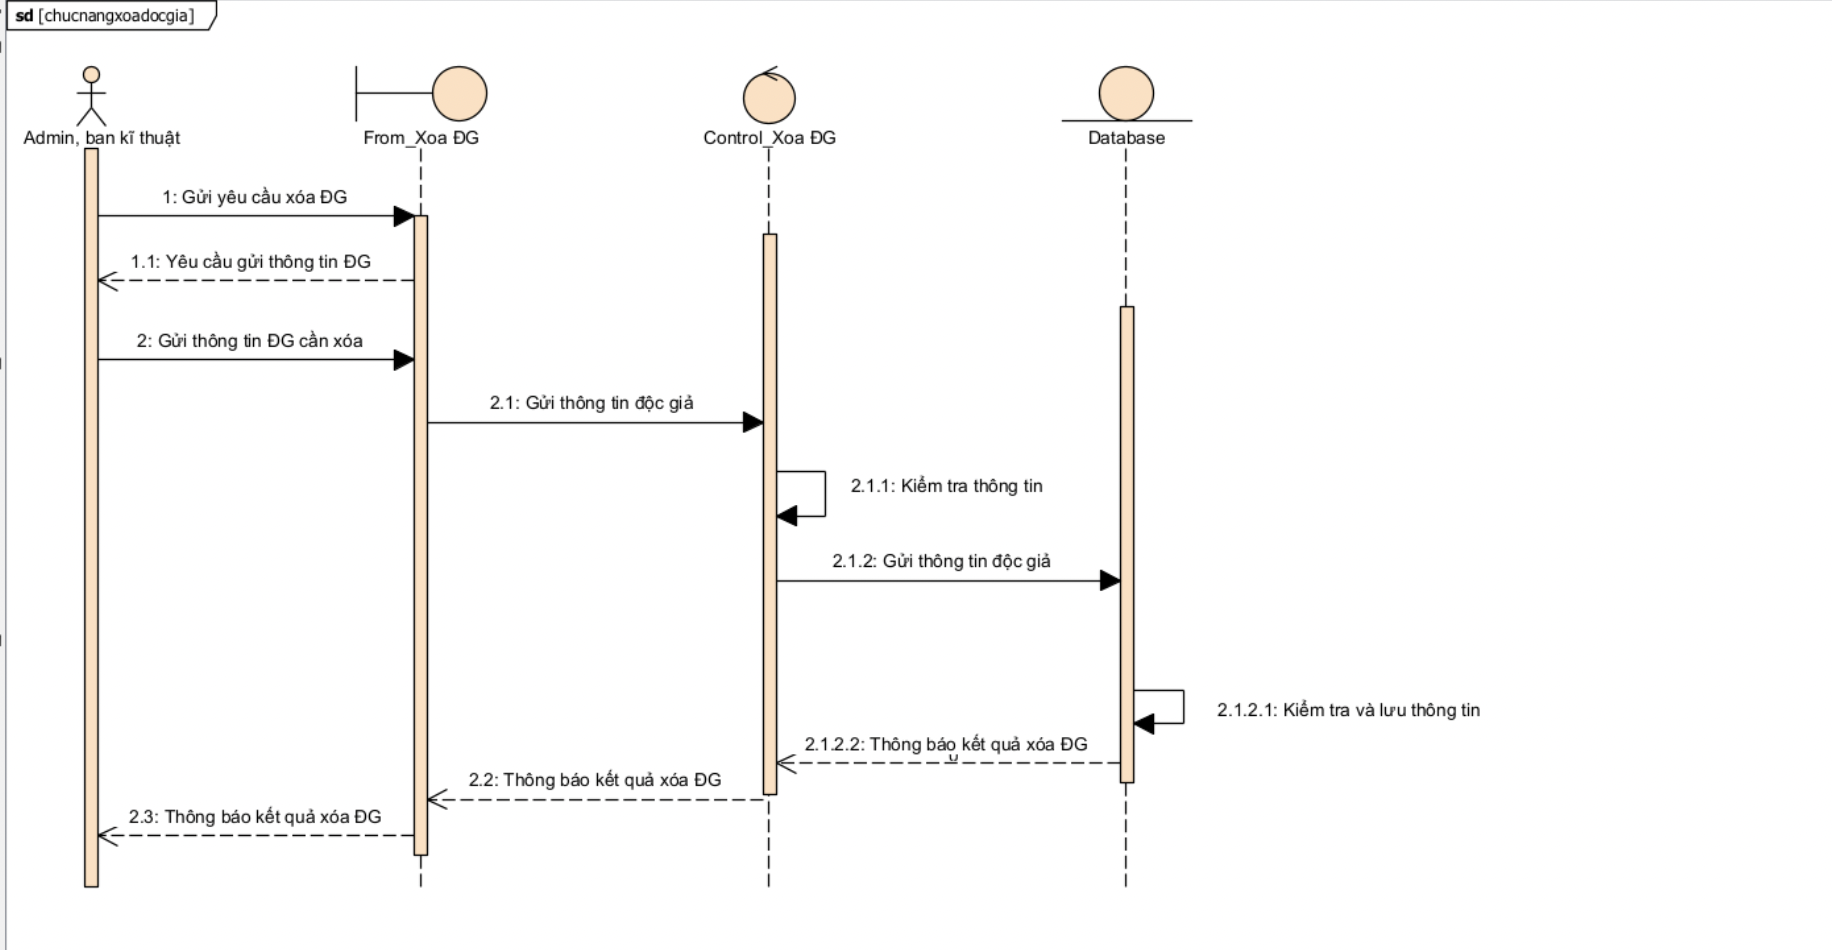 sd [chucnangxoadocgia]
Admin, ban kĩ thuật
From_Xoa ĐG
Control_Xoa ĐG
Database
1: Gửi yêu cầu xóa ĐG
1.1: Yêu cầu gửi thông tin ĐG
2: Gửi thông tin ĐG cần xóa
2.1: Gửi thông tin độc giả
2.1.1: Kiểm tra thông tin
2.1.2: Gửi thông tin độc giả
2.1.2.1: Kiểm tra và lưu thông tin
2.1.2.2: Thông báo kết quả xóa ĐG
2.2: Thông báo kết quả xóa ĐG
2.3: Thông báo kết quả xóa ĐG